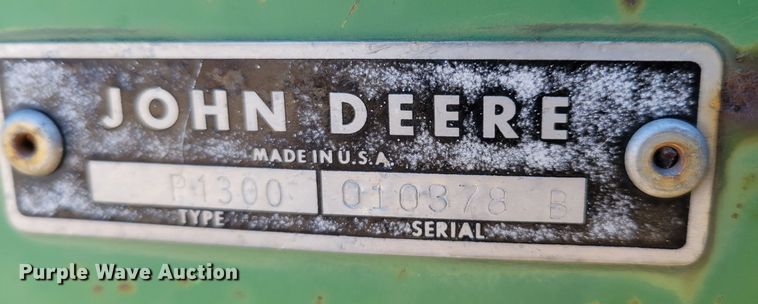 JOHN DEERE
MADE IN U.S.A.
P1300 010378 B
TYPE SERIAL
Purple Wave Auction